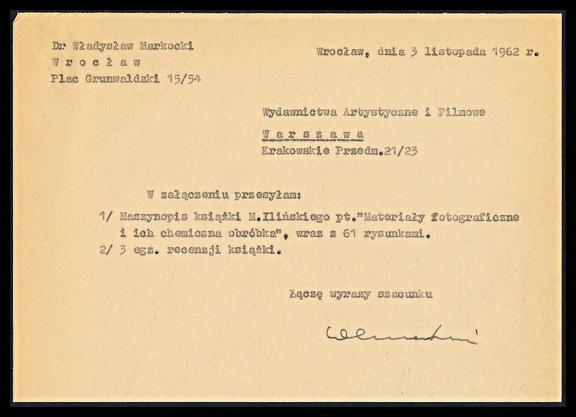 Dr Władysław Markocki
Wrocław, dnia 3 listopada 1962 r.
W r o c ł a w
Plac Grunwaldzki 15/54
Wydawnictwa Artystyczne i Filmowe
W a r s z a w a
Krakowskie Przedm.21/23
W załączeniu przesyłam:
1/ Maszynopis książki M.Ilińskiego pt."Materiały fotograficzne
i ich chemiczna obróbka", wraz z 61 rysunkami.
2/ 3 egz. recenzji książki.
Łączę wyrazy szacunku